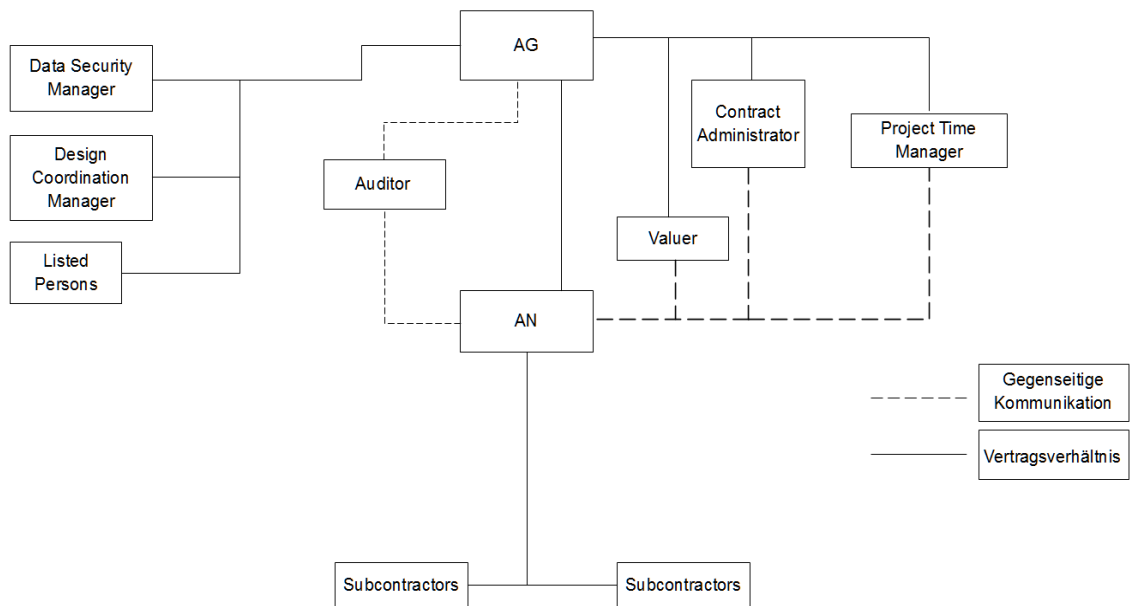 AG
Data Security
Manager
Contract
Administrator
Project Time
Manager
Design
Coordination
Manager
Auditor
Valuer
Listed
Persons
AN
Gegenseitige
Kommunikation
Vertragsverhältnis
Subcontractors
Subcontractors